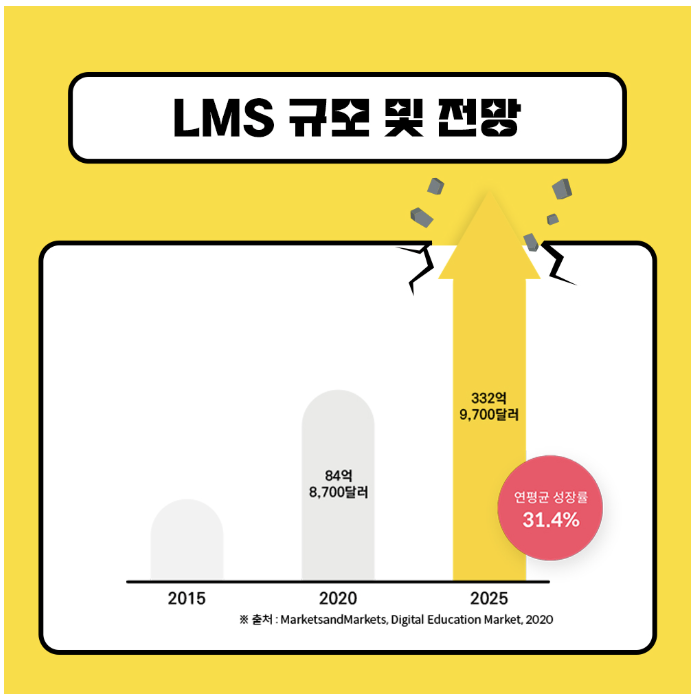 LMS 규모 및 전망
332억
9,700달러
84억
8,700달러
연평균 성장률
31.4%
2015
2020
2025
※ 출처 : MarketsandMarkets, Digital Education Market, 2020